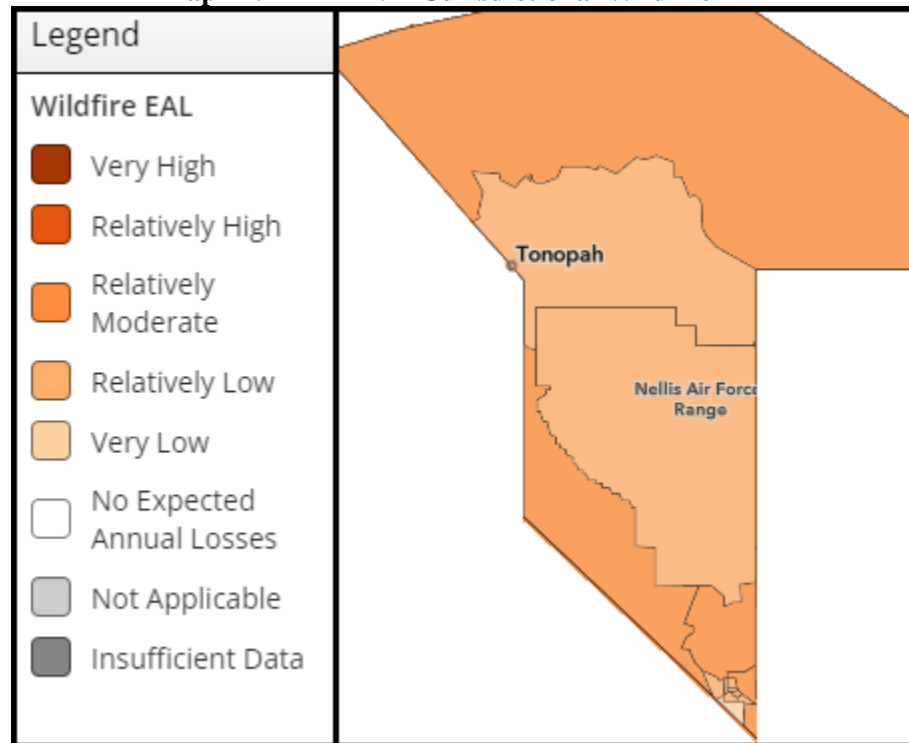 Legend
Wildfire EAL
Very High
Relatively High
Relatively
Moderate
Relatively Low
Very Low
No Expected
Annual Losses
Not Applicable
Insufficient Data
Tonopah
Nellis Air Force
Range